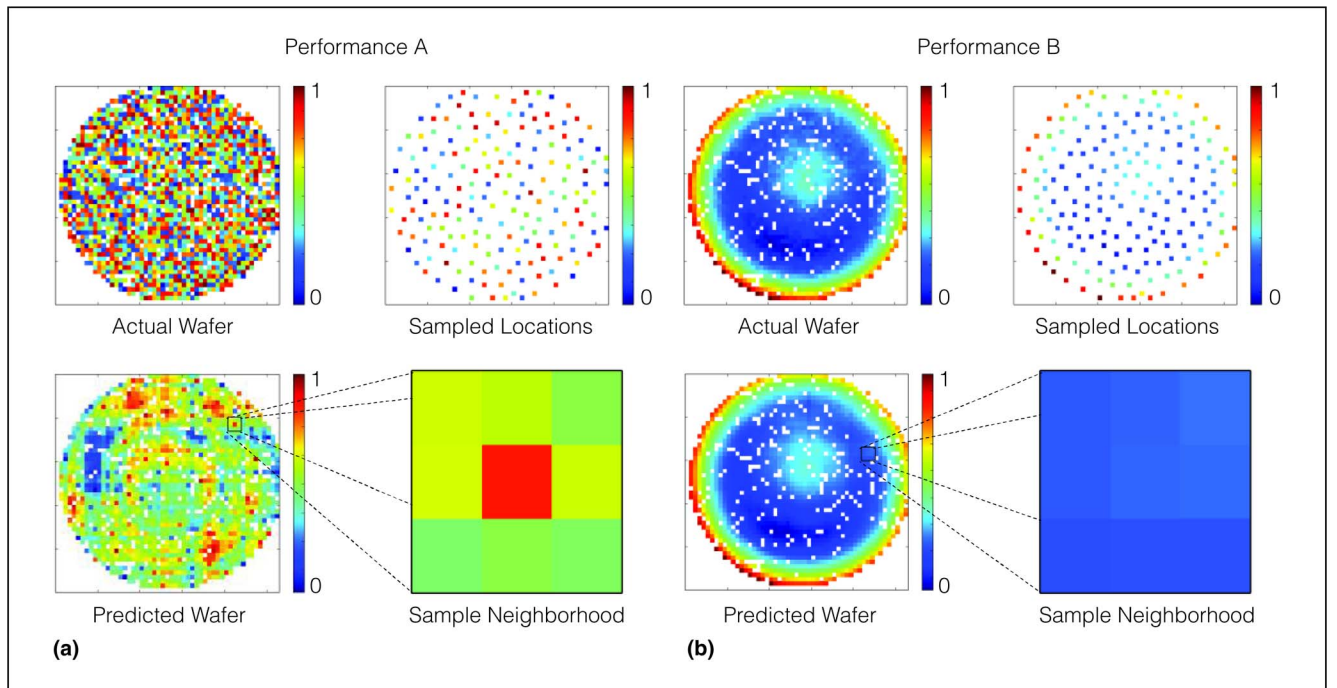 Performance A
Performance B
1
0
Actual Wafer
1
0
Sampled Locations
1
0
Actual Wafer
1
0
Sampled Locations
1
0
Predicted Wafer
Sample Neighborhood
1
0
Predicted Wafer
Sample Neighborhood
(a)
(b)